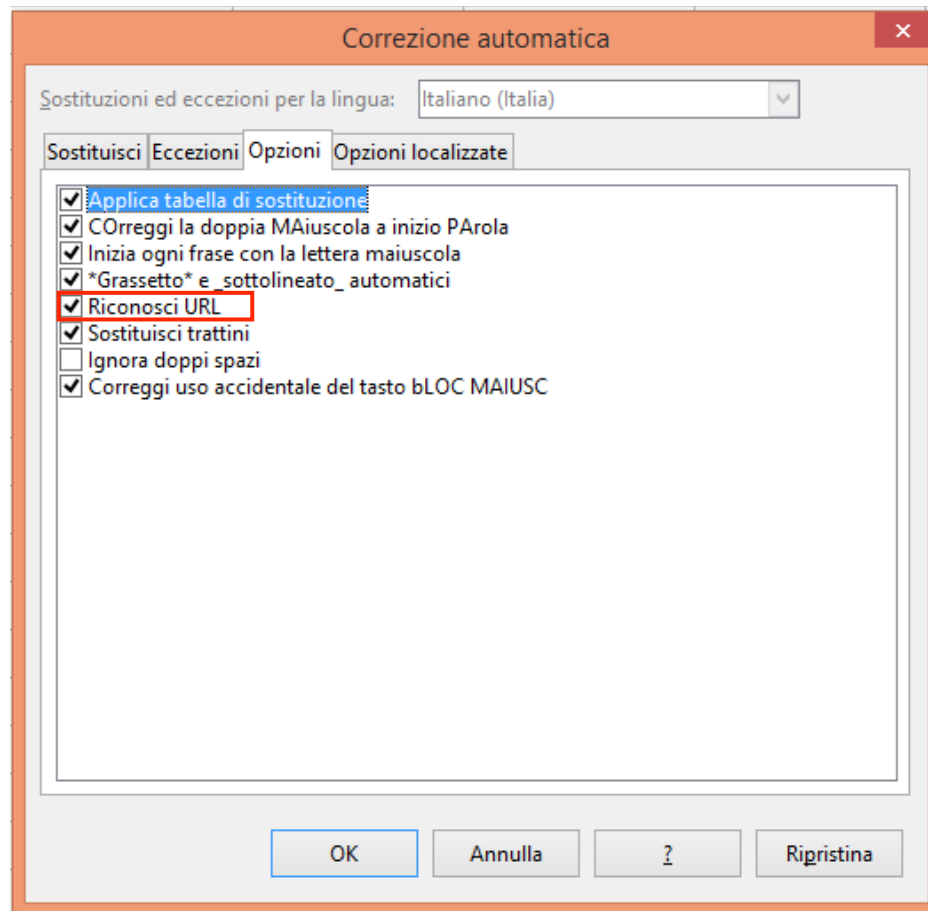 Correzione automatica
Sostituzioni ed eccezioni per la lingua: Italiano (Italia)
Sostituisci Eccezioni Opzioni Opzioni localizzate
Applica tabella di sostituzione
COrreggi la doppia MAiuscola a inizio PArola
Inizia ogni frase con la lettera maiuscola
*Grassetto* e _sottolineato_ automatici
Riconosci URL
Sostituisci trattini
Ignora doppi spazi
Correggi uso accidentale del tasto bLOC MAIUSC
OK Annulla ? Ripristina